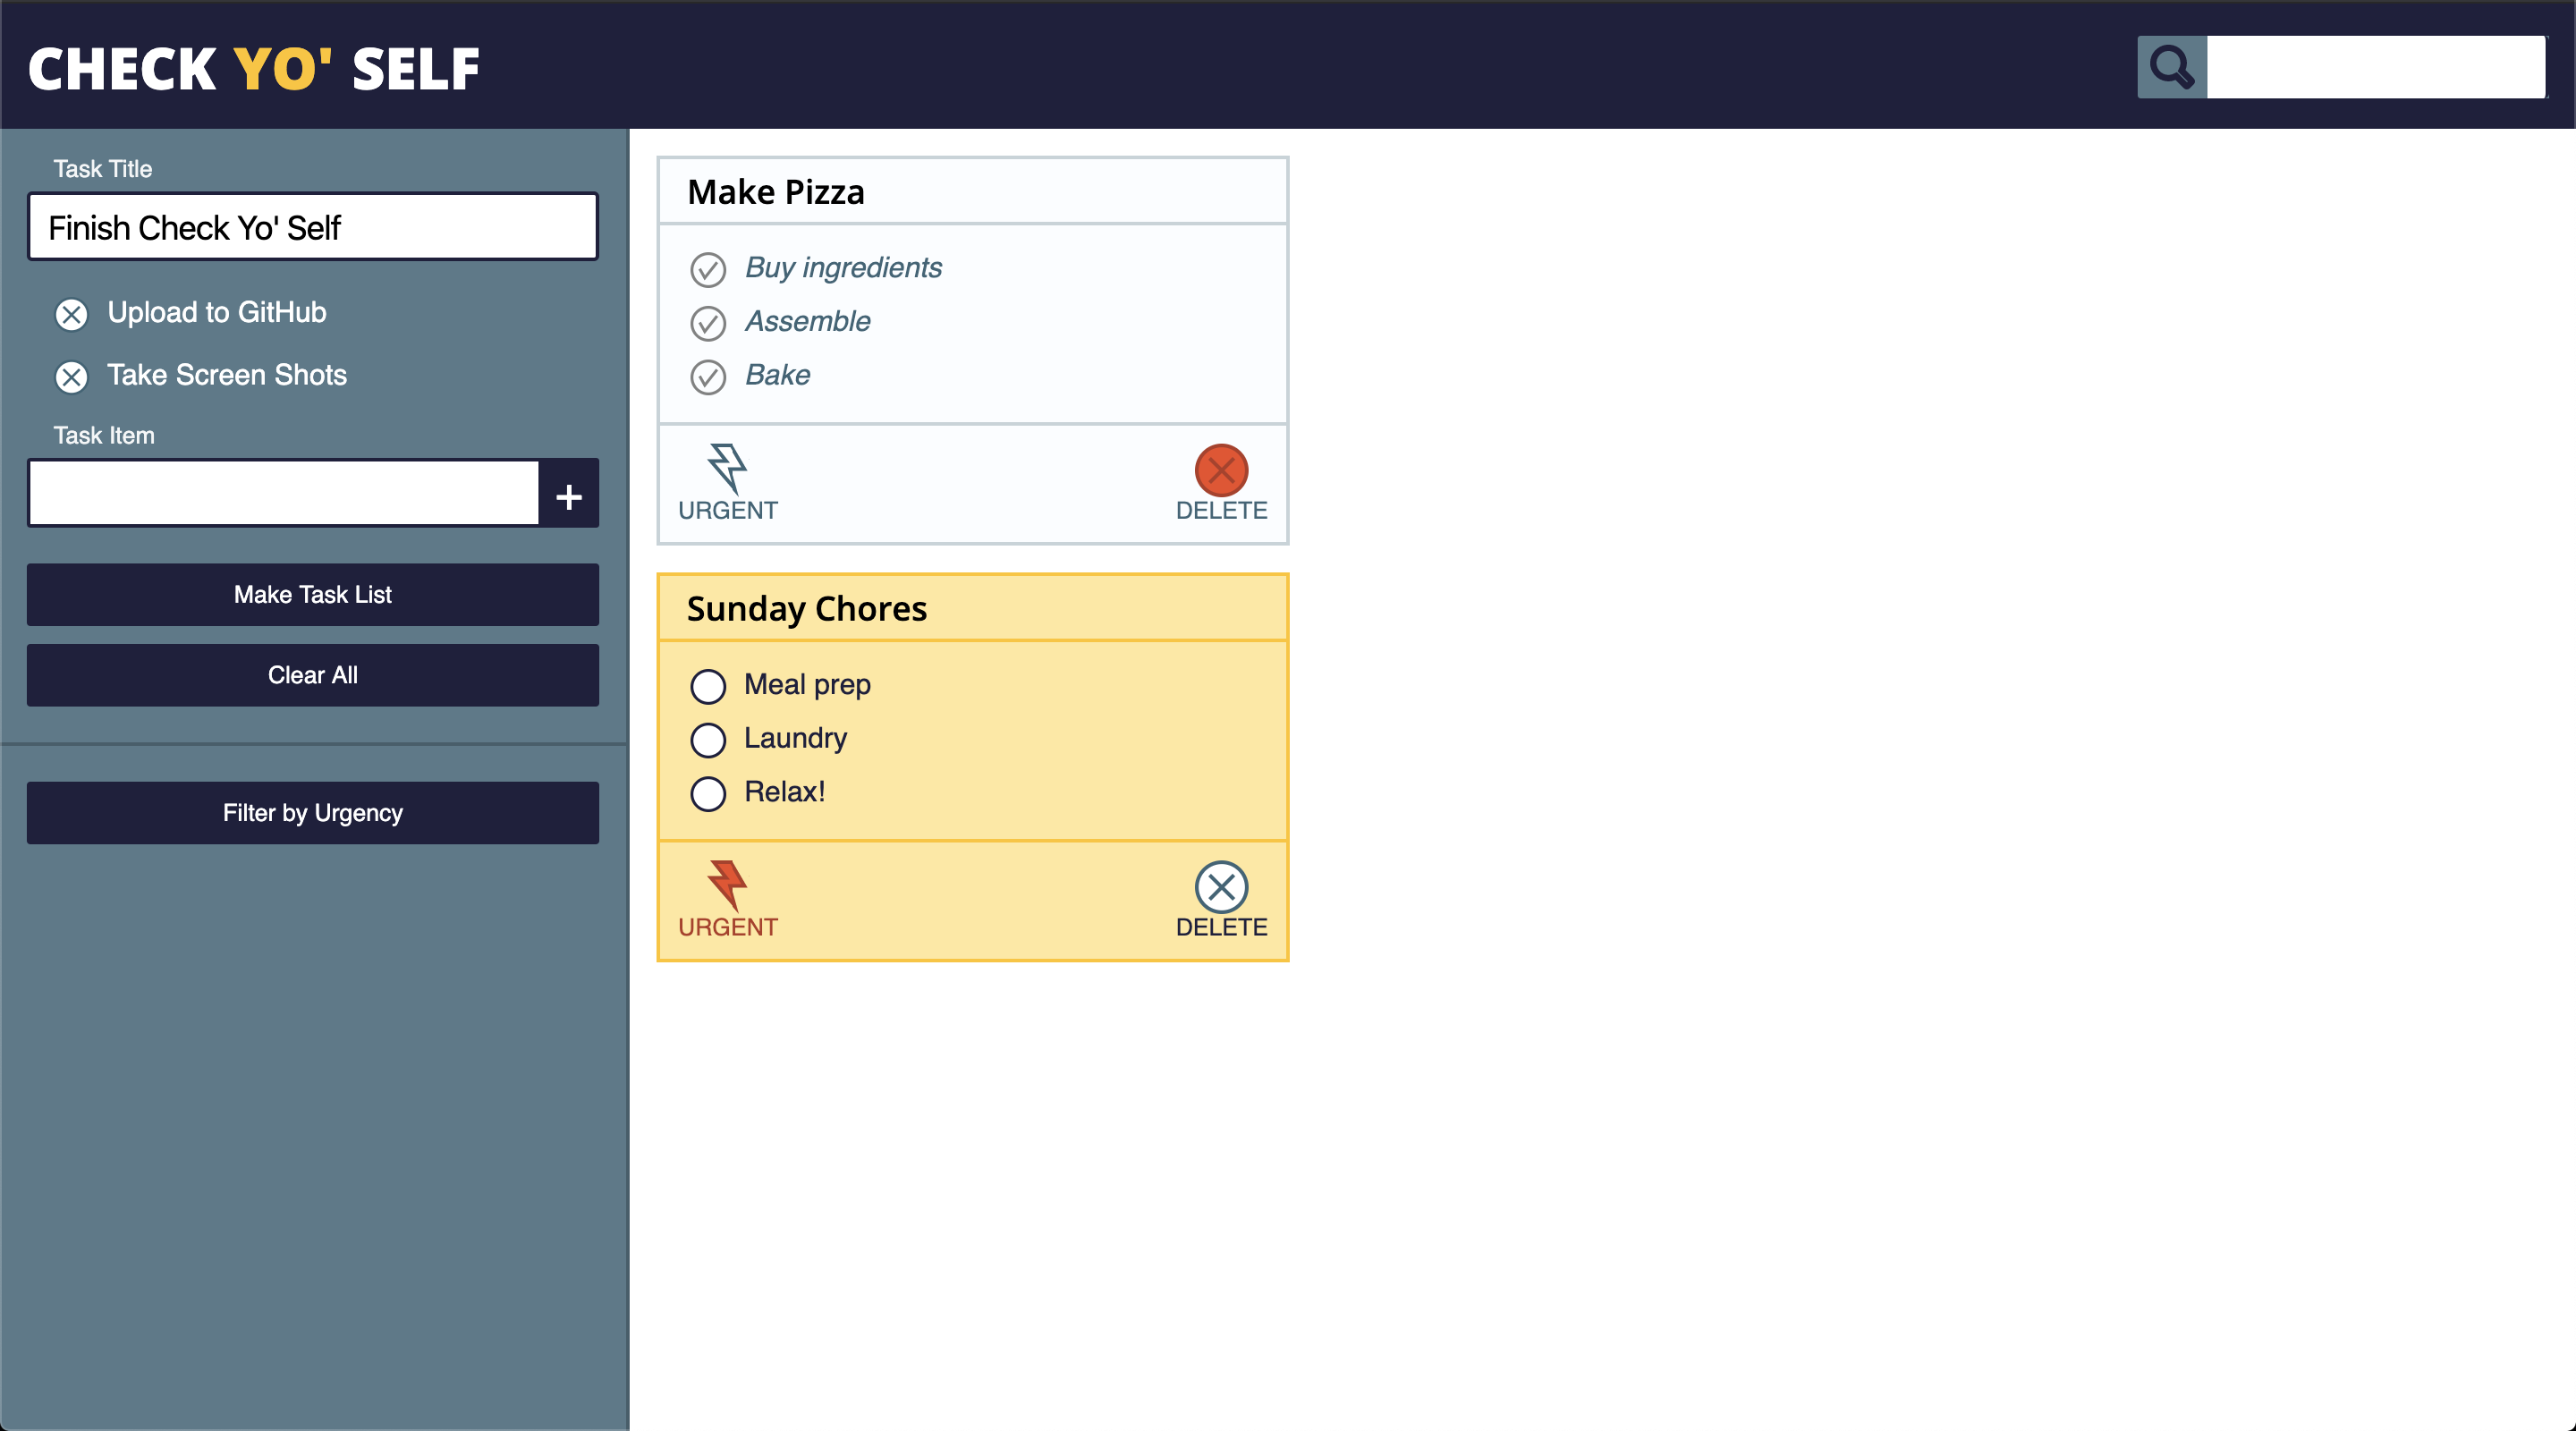 CHECK YO' SELF
Task Title
Finish Check Yo' Self
Upload to GitHub
Take Screen Shots
Task Item
+
Make Task List
Clear All
Filter by Urgency
Make Pizza
Buy ingredients
Assemble
Bake
URGENT
DELETE
Sunday Chores
Meal prep
Laundry
Relax!
URGENT
DELETE